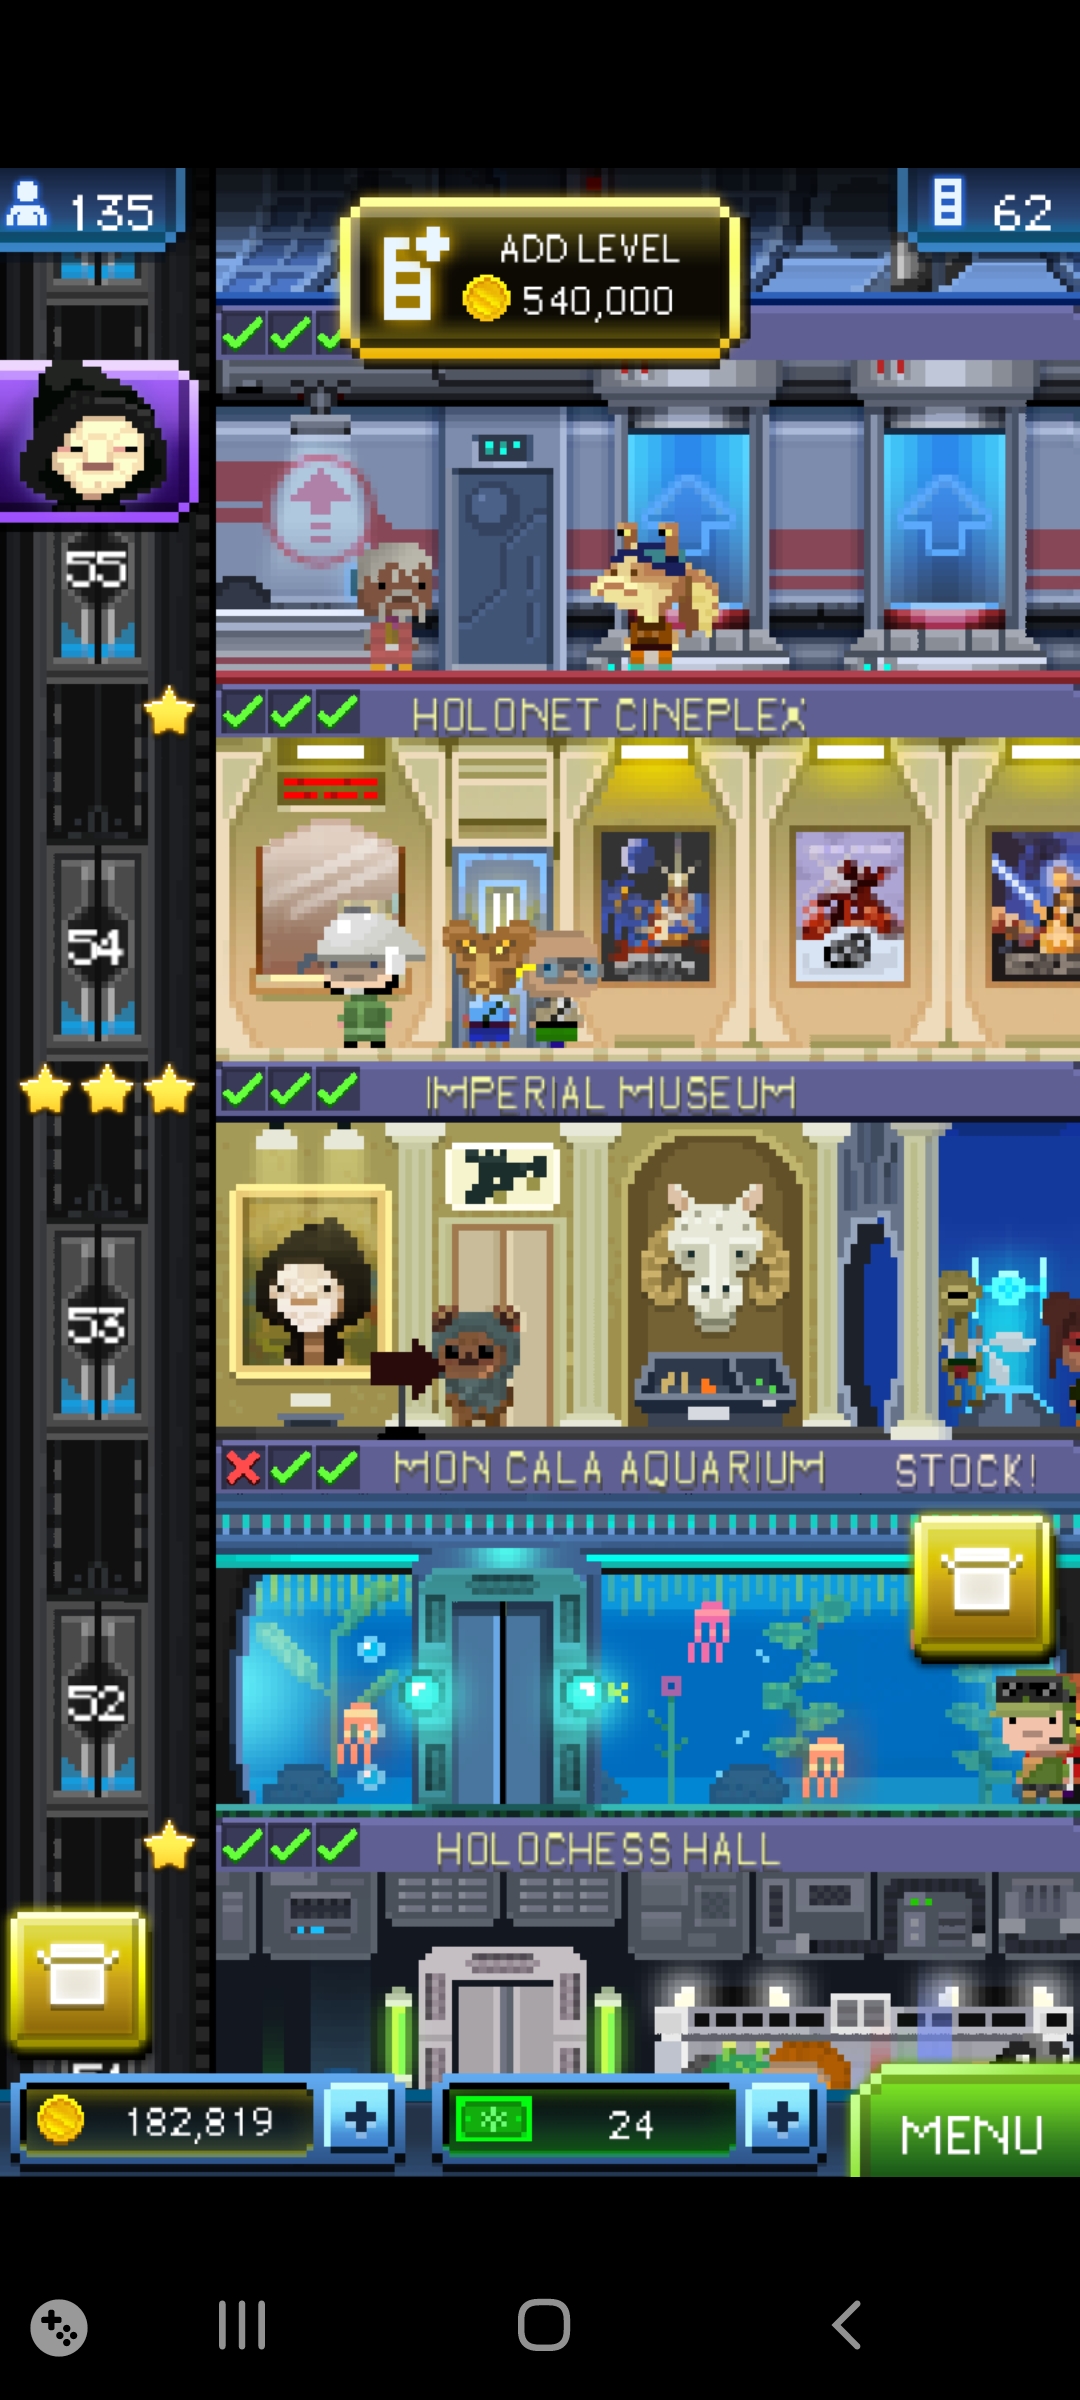 135
ADD LEVEL
540,000
62
55
HOLONET CINEPLEX
54
IMPERIAL MUSEUM
53
MON CALA AQUARIUM STOCK!
52
HOLOCHESS HALL
182,819
24
MENU